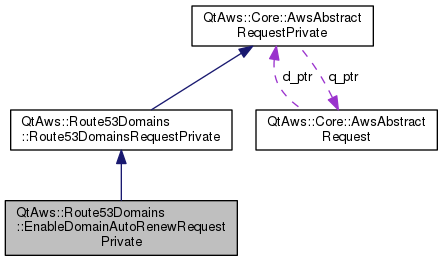 QtAws::Core::AwsAbstract
RequestPrivate
d_ptr
q_ptr
QtAws::Route53Domains
::Route53DomainsRequestPrivate
QtAws::Core::AwsAbstract
Request
QtAws::Route53Domains
::EnableDomainAutoRenewRequest
Private